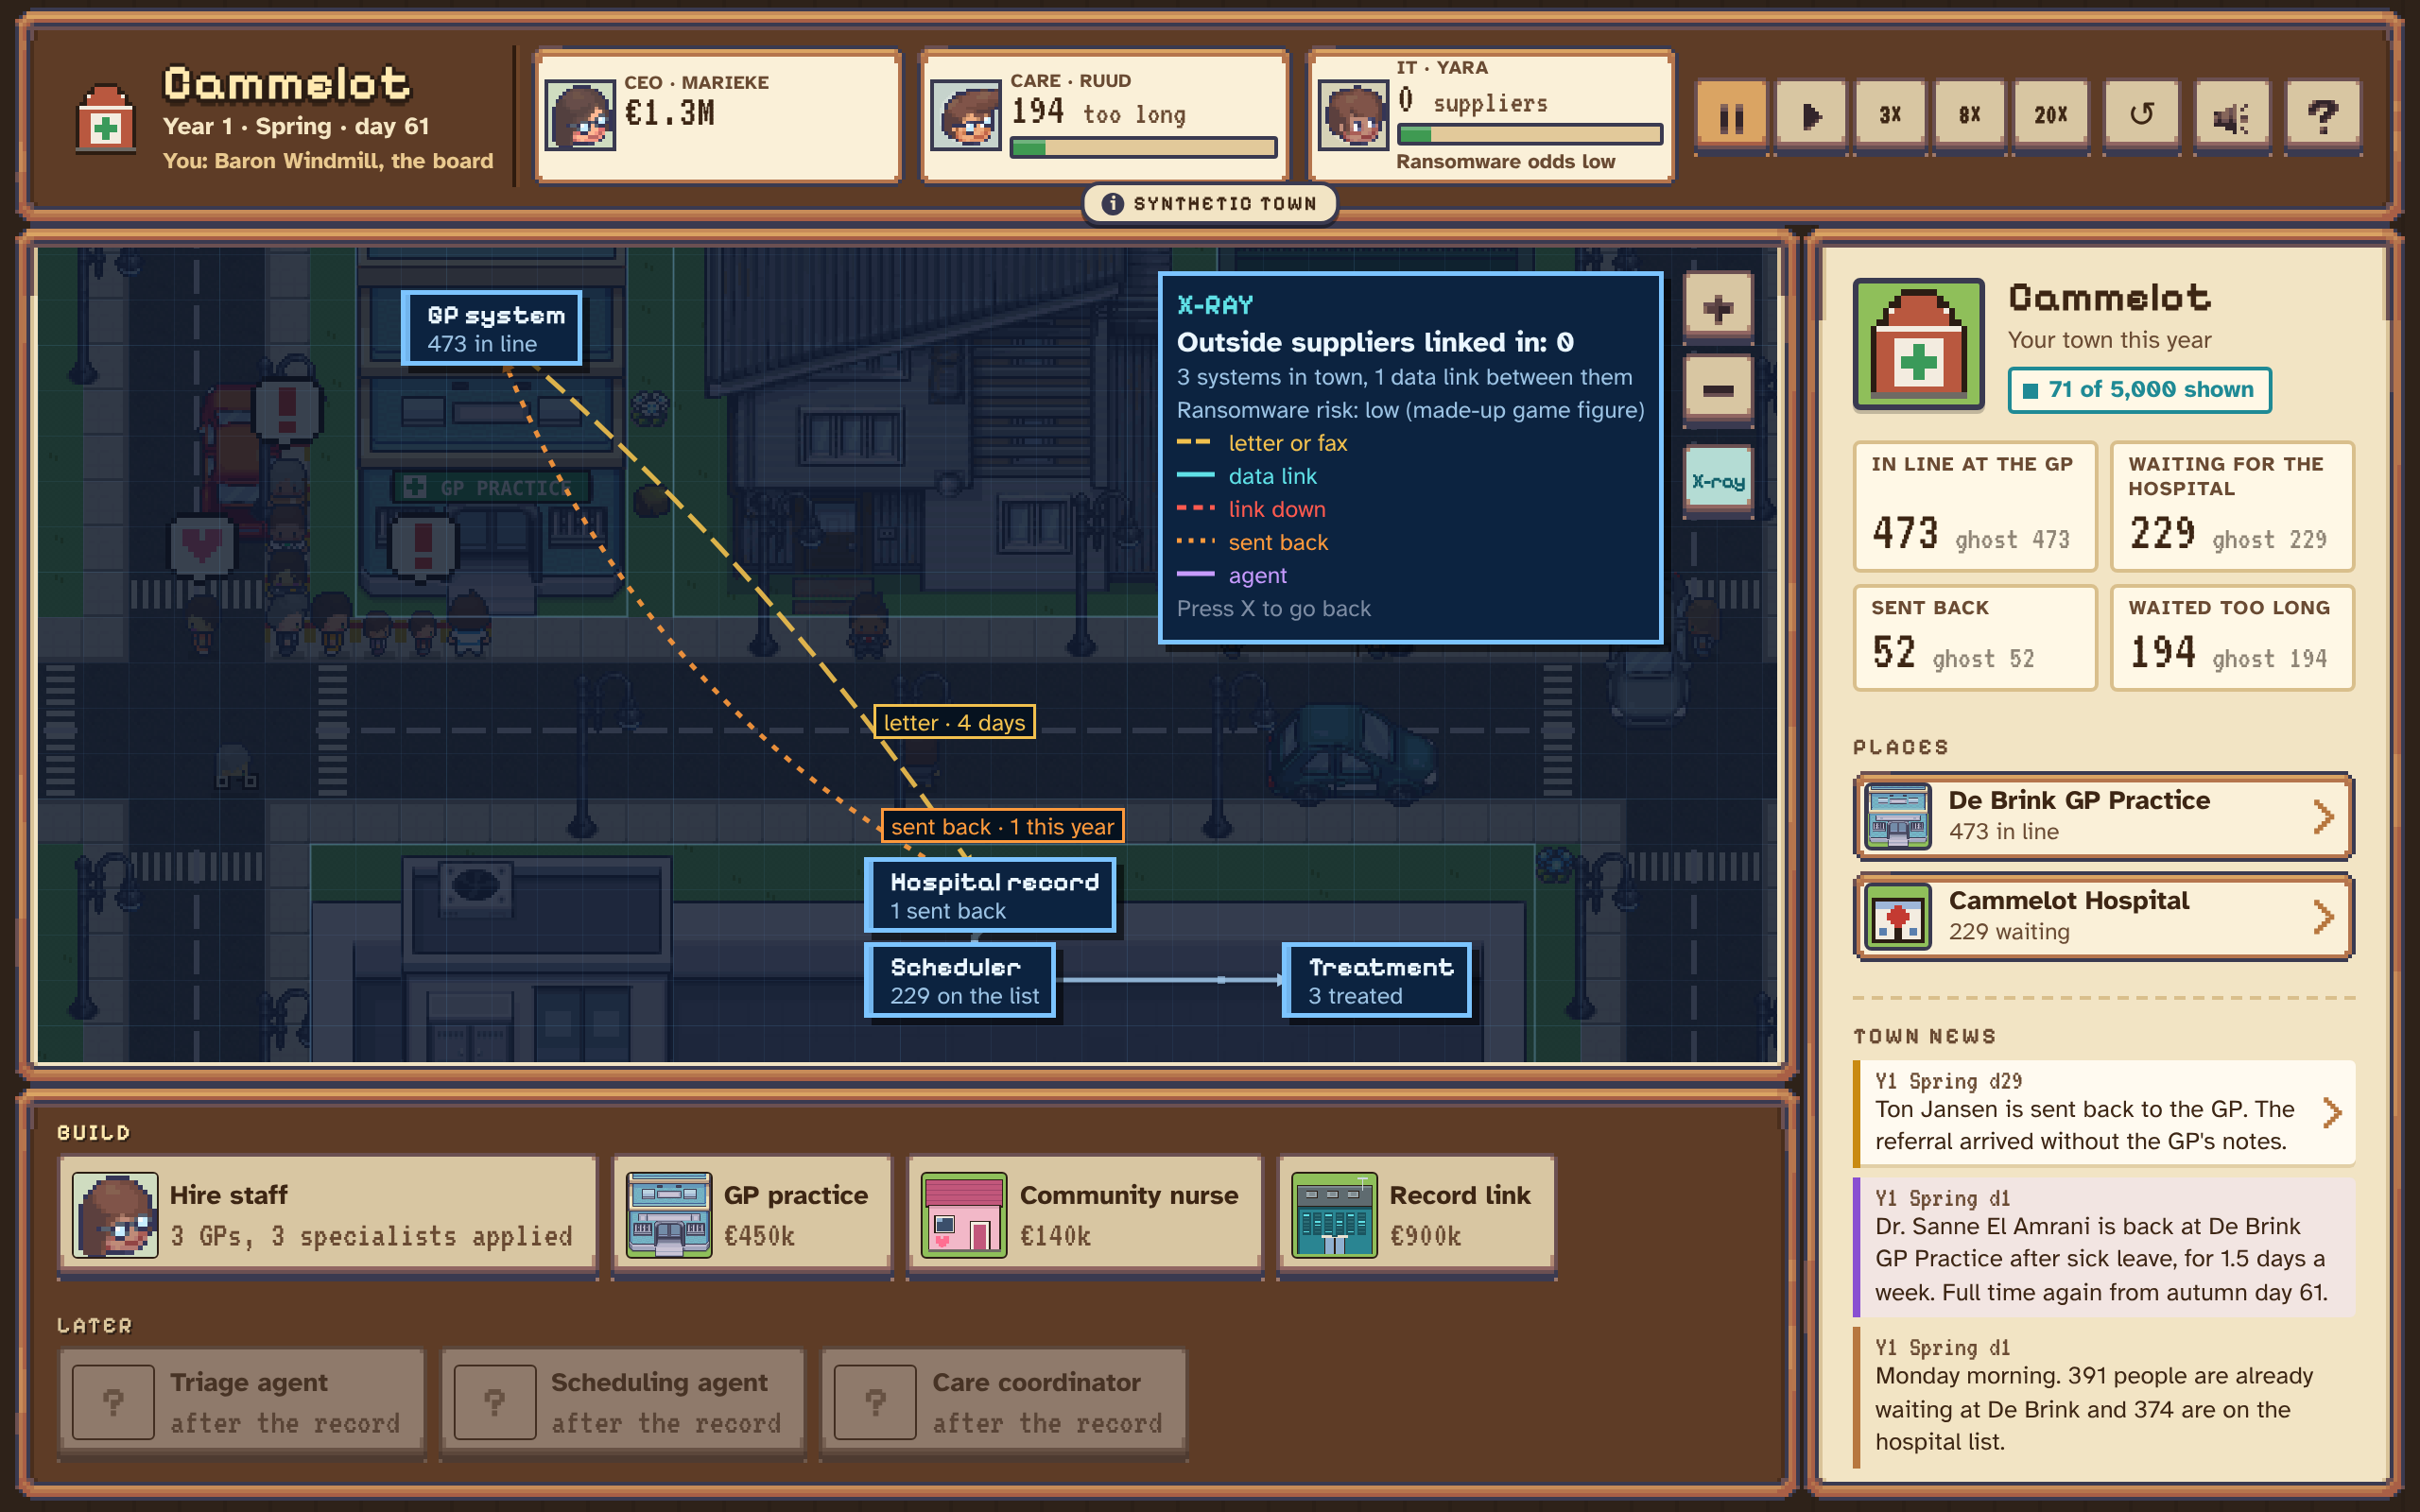 Cammelot
Year 1 · Spring · day 61
You: Baron Windmill, the board
CEO · MARIEKE
€1.3M
CARE · RUUD
194 too long
IT · YARA
0 suppliers
Ransomware odds low
3X
8X
20X
↺
?
i SYNTHETIC TOWN
GP system
473 in line
GP PRACTICE
X-RAY
Outside suppliers linked in: 0
3 systems in town, 1 data link between them
Ransomware risk: low (made-up game figure)
letter or fax
data link
link down
sent back
agent
Press X to go back
+
−
X-ray
letter · 4 days
sent back · 1 this year
Hospital record
1 sent back
Scheduler
229 on the list
Treatment
3 treated
Cammelot
Your town this year
71 of 5,000 shown
IN LINE AT THE GP
473 ghost 473
WAITING FOR THE
HOSPITAL
229 ghost 229
SENT BACK
52 ghost 52
WAITED TOO LONG
194 ghost 194
PLACES
De Brink GP Practice
473 in line
Cammelot Hospital
229 waiting
TOWN NEWS
Y1 Spring d29
Ton Jansen is sent back to the GP. The
referral arrived without the GP's notes.
Y1 Spring d1
Dr. Sanne El Amrani is back at De Brink
GP Practice after sick leave, for 1.5 days a
week. Full time again from autumn day 61.
Y1 Spring d1
Monday morning. 391 people are already
waiting at De Brink and 374 are on the
hospital list.
BUILD
Hire staff
3 GPs, 3 specialists applied
GP practice
€450k
Community nurse
€140k
Record link
€900k
LATER
?
Triage agent
after the record
?
Scheduling agent
after the record
?
Care coordinator
after the record